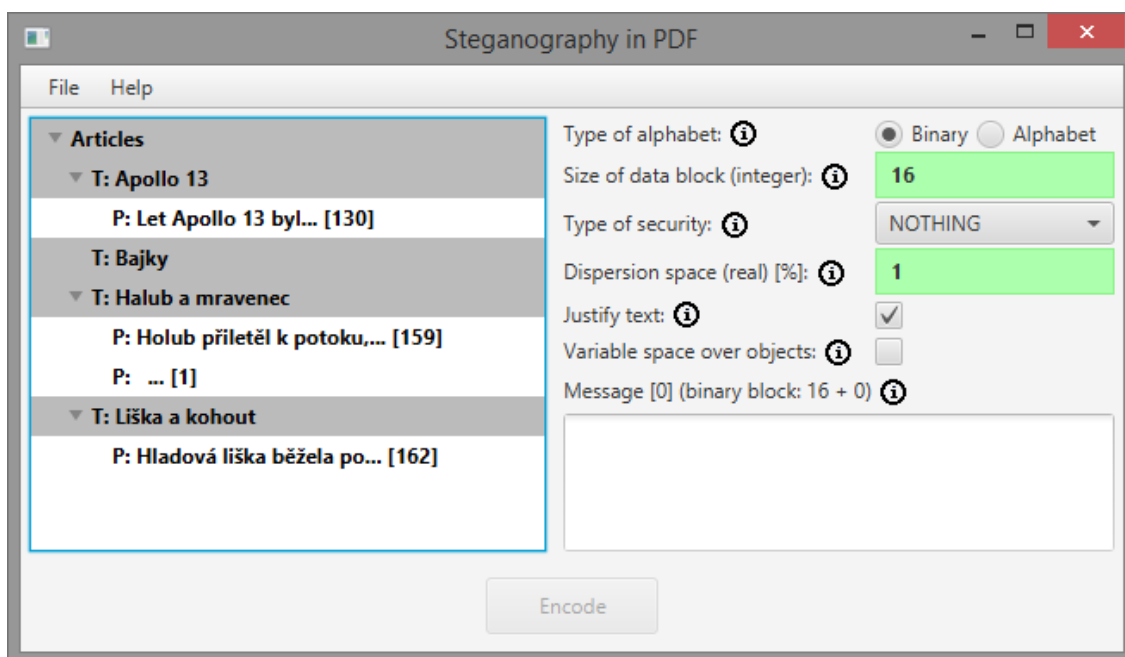 Steganography in PDF
File Help
Articles
T: Apollo 13
P: Let Apollo 13 byl... [130]
T: Bajky
T: Halub a mravenec
P: Holub přiletěl k potoku,... [159]
P: ... [1]
T: Liška a kohout
P: Hladová liška běžela po... [162]
Type of alphabet: Binary Alphabet
Size of data block (integer): 16
Type of security: NOTHING
Dispersion space (real) [%]: 1
Justify text:
Variable space over objects:
Message [0] (binary block: 16 + 0)
Encode